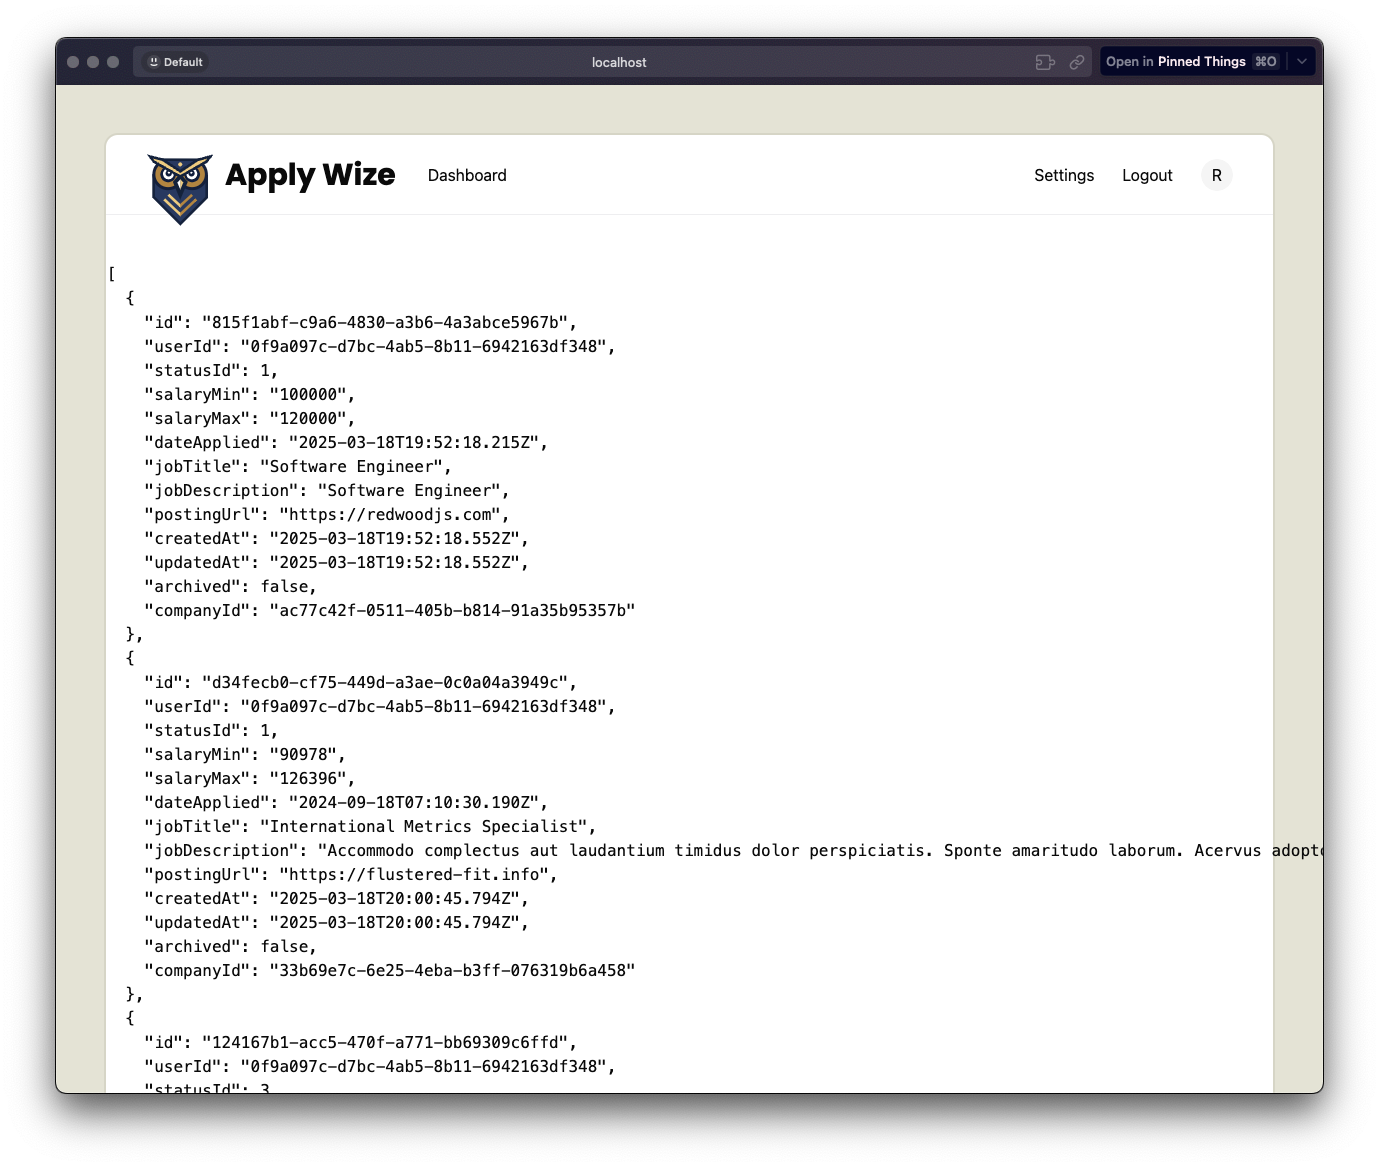 Default
localhost
Open in Pinned Things ⌘O
Apply Wize
Dashboard
Settings
Logout
R
[
  {
    "id": "815f1abf-c9a6-4830-a3b6-4a3abce5967b",
    "userId": "0f9a097c-d7bc-4ab5-8b11-6942163df348",
    "statusId": 1,
    "salaryMin": "100000",
    "salaryMax": "120000",
    "dateApplied": "2025-03-18T19:52:18.215Z",
    "jobTitle": "Software Engineer",
    "jobDescription": "Software Engineer",
    "postingUrl": "https://redwoodjs.com",
    "createdAt": "2025-03-18T19:52:18.552Z",
    "updatedAt": "2025-03-18T19:52:18.552Z",
    "archived": false,
    "companyId": "ac77c42f-0511-405b-b814-91a35b95357b"
  },
  {
    "id": "d34fecb0-cf75-449d-a3ae-0c0a04a3949c",
    "userId": "0f9a097c-d7bc-4ab5-8b11-6942163df348",
    "statusId": 1,
    "salaryMin": "90978",
    "salaryMax": "126396",
    "dateApplied": "2024-09-18T07:10:30.190Z",
    "jobTitle": "International Metrics Specialist",
    "jobDescription": "Accommodo complectus aut laudantium timidus dolor perspiciatis. Sponte amaritudo laborum. Acervus
    "postingUrl": "https://flustered-fit.info",
    "createdAt": "2025-03-18T20:00:45.794Z",
    "updatedAt": "2025-03-18T20:00:45.794Z",
    "archived": false,
    "companyId": "33b69e7c-6e25-4eba-b3ff-076319b6a458"
  },
  {
    "id": "124167b1-acc5-470f-a771-bb69309c6ffd",
    "userId": "0f9a097c-d7bc-4ab5-8b11-6942163df348",
    "statusId": 3